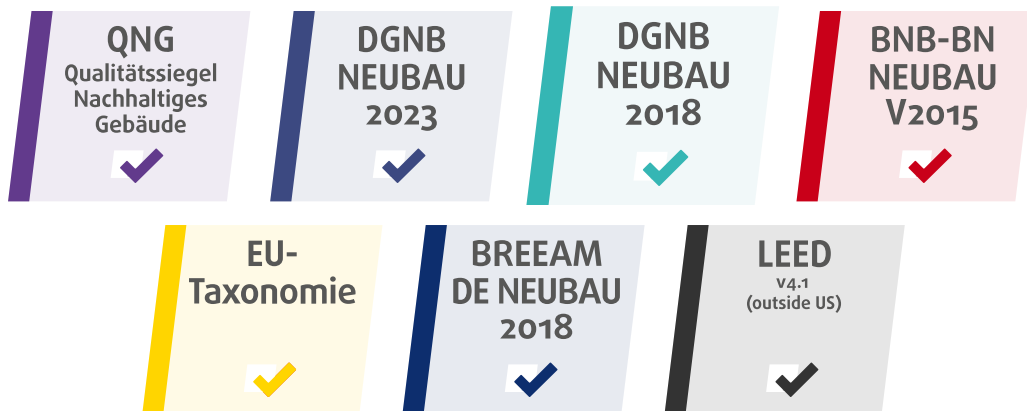 QNG
Qualitätssiegel
Nachhaltiges
Gebäude
DGNB
NEUBAU
2023
DGNB
NEUBAU
2018
BNB-BN
NEUBAU
V2015
EU-
Taxonomie
BREEAM
DE NEUBAU
2018
LEED
v4.1
(outside US)